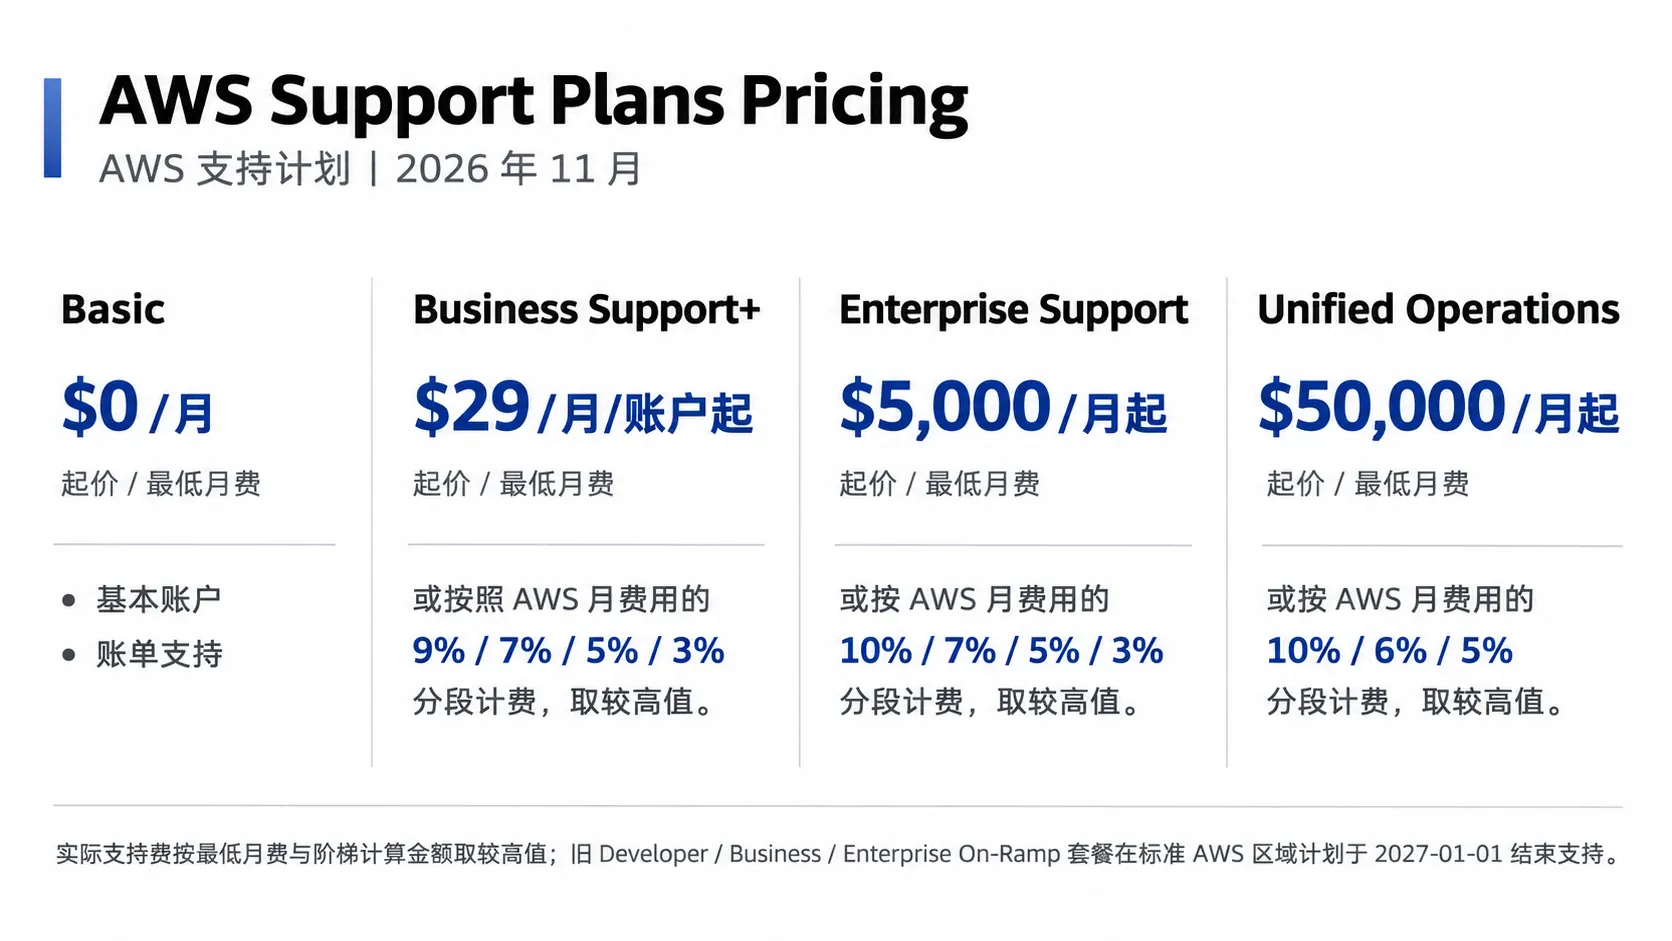 AWS Support Plans Pricing
AWS 支持计划 | 2026 年 11 月
Basic
$0 /月
起价 / 最低月费
• 基本账户
• 账单支持
Business Support+
$29 /月/账户起
起价 / 最低月费
或按照 AWS 月费用的
9% / 7% / 5% / 3%
分段计费，取较高值。
Enterprise Support
$5,000 /月起
起价 / 最低月费
或按 AWS 月费用的
10% / 7% / 5% / 3%
分段计费，取较高值。
Unified Operations
$50,000 /月起
起价 / 最低月费
或按 AWS 月费用的
10% / 6% / 5%
分段计费，取较高值。
实际支持费按最低月费与阶梯计算金额取较高值；旧 Developer / Business / Enterprise On-Ramp 套餐在标准 AWS 区域计划于 2027-01-01 结束支持。